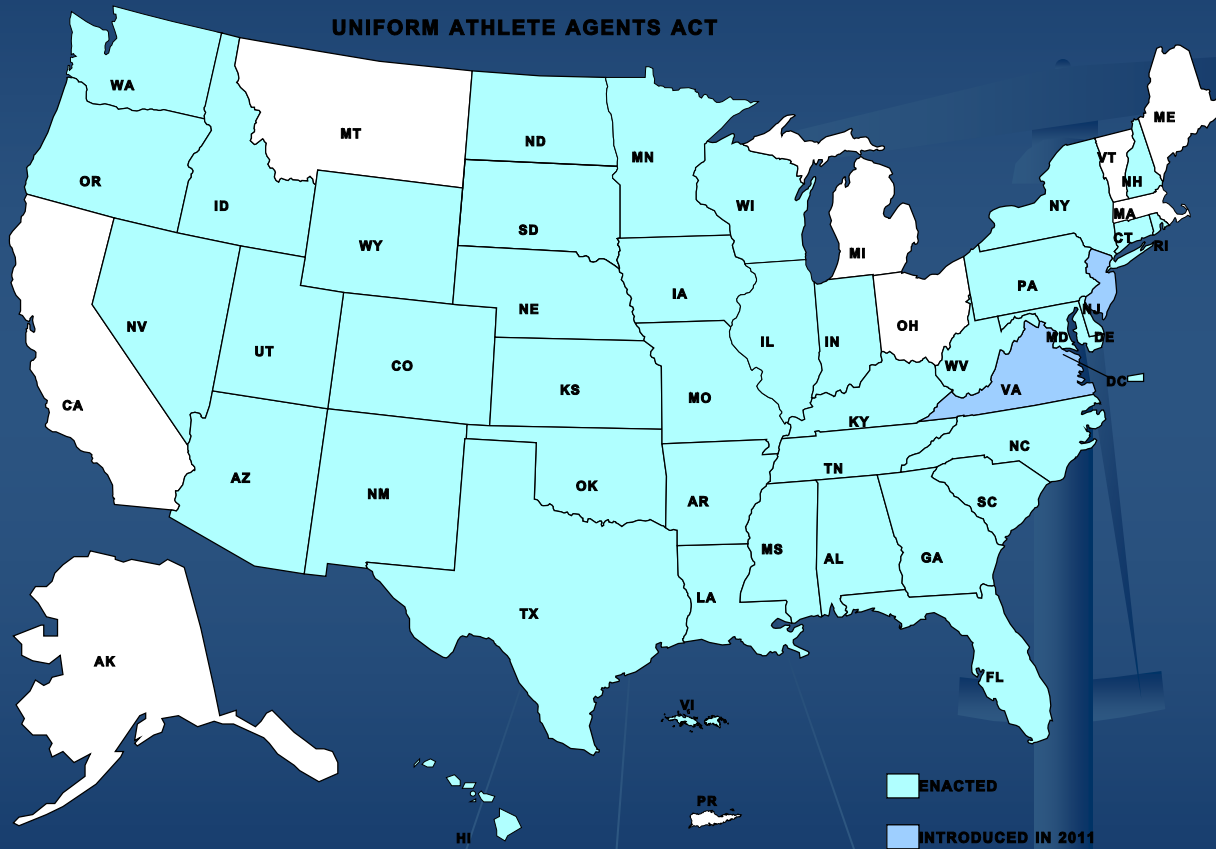 UNIFORM ATHLETE AGENTS ACT
WA
MT
ME
ND
MN
VT
OR
NH
ID
WI
NY
MA
SD
CT
WY
RI
MI
PA
IA
NE
NJ
NV
OH
MD
DE
IL
IN
UT
CO
WV
DC
KS
VA
MO
CA
KY
NC
TN
AZ
OK
NM
AR
SC
MS
AL
GA
LA
TX
AK
FL
VI
ENACTED
PR
HI
INTRODUCED IN 2011